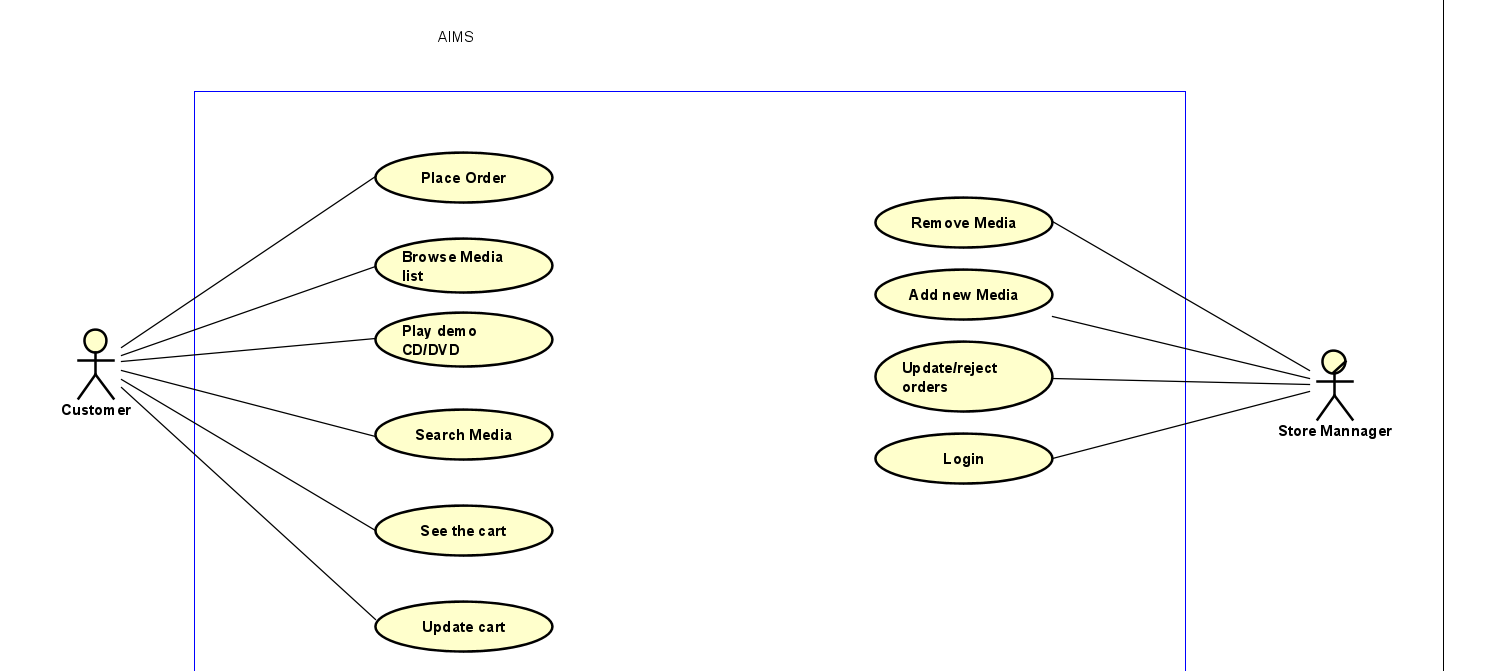 AIMS
Place Order
Browse Media
list
Play demo
CD/DVD
Search Media
See the cart
Update cart
Customer
Remove Media
Add new Media
Update/reject
orders
Login
Store Mannager